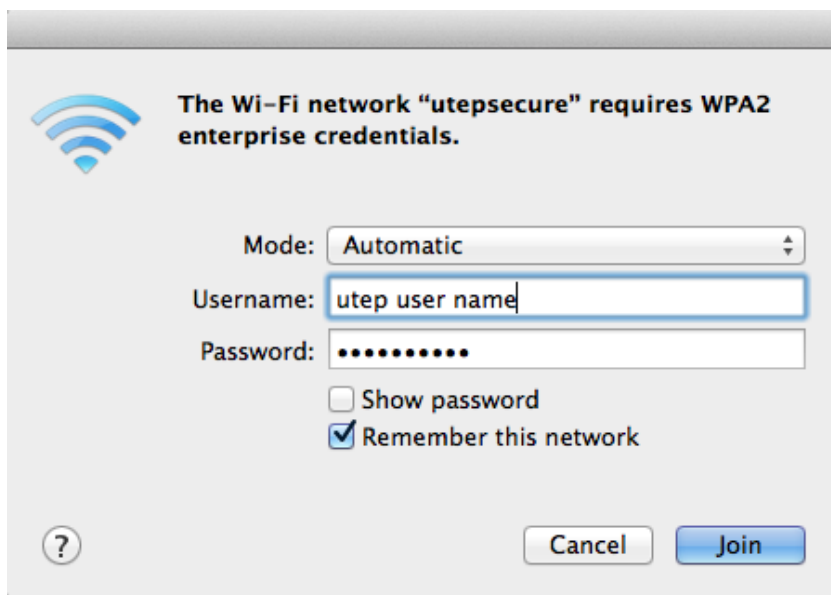 The Wi-Fi network “utepsecure” requires WPA2
enterprise credentials.
Mode: Automatic
Username: utep user name
Password: ••••••••••
Show password
Remember this network
? Cancel Join